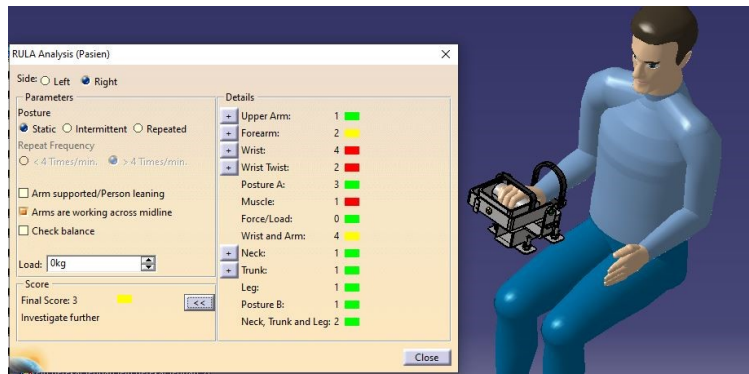 RULA Analysis (Pasien)
Side: Left Right
Parameters
Posture
Static Intermittent Repeated
Repeat Frequency
< 4 Times/min. > 4 Times/min.
Arm supported/Person leaning
Arms are working across midline
Check balance
Load: 0kg
Score
Final Score: 3
<<
Investigate further
Details
+ Upper Arm: 1
+ Forearm: 2
+ Wrist: 4
+ Wrist Twist: 2
Posture A: 3
Muscle: 1
Force/Load: 0
Wrist and Arm: 4
+ Neck: 1
+ Trunk: 1
Leg: 1
Posture B: 1
Neck, Trunk and Leg: 2
Close